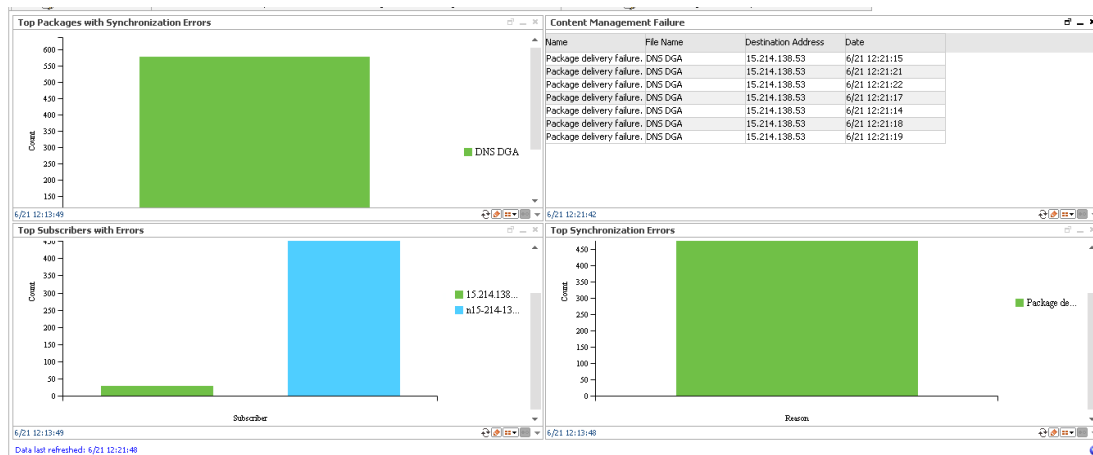 Top Packages with Synchronization Errors
600
550
500
450
400
350
300
250
200
150
Count
DNS DGA
6/21 12:13:49
Content Management Failure
Name File Name Destination Address Date
Package delivery failure. DNS DGA 15.214.138.53 6/21 12:21:15
Package delivery failure. DNS DGA 15.214.138.53 6/21 12:21:21
Package delivery failure. DNS DGA 15.214.138.53 6/21 12:21:22
Package delivery failure. DNS DGA 15.214.138.53 6/21 12:21:17
Package delivery failure. DNS DGA 15.214.138.53 6/21 12:21:14
Package delivery failure. DNS DGA 15.214.138.53 6/21 12:21:18
Package delivery failure. DNS DGA 15.214.138.53 6/21 12:21:19
6/21 12:21:42
Top Subscribers with Errors
400
350
300
250
200
150
100
50
0
Count
15.214.138...
n15-214-13...
Subscriber
6/21 12:13:49
Top Synchronization Errors
450
400
350
300
250
200
150
100
50
0
Count
Package de...
Reason
6/21 12:13:48
Data last refreshed: 6/21 12:21:48